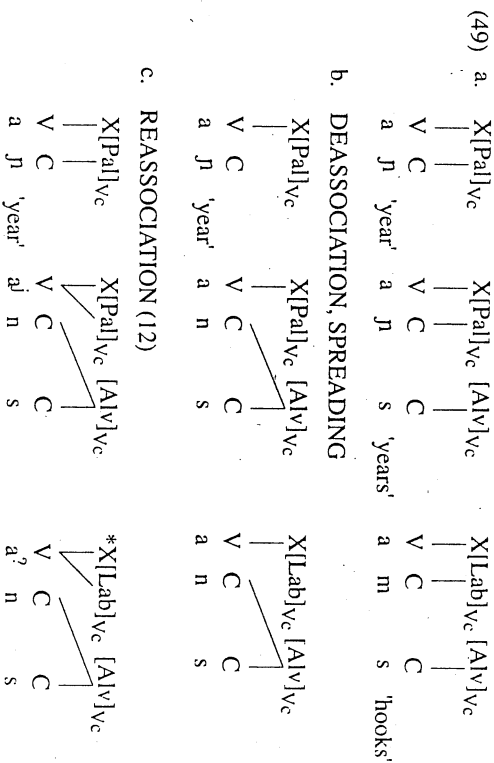 (49) a. X[Pal]Vc X[Pal]Vc [Alv]Vc X[Lab]Vc [Alv]Vc
V C V C C V C C
a ɲ 'year' a ɲ s 'years' a m s 'hooks'
b. DEASSOCIATION, SPREADING
X[Pal]Vc X[Pal]Vc [Alv]Vc X[Lab]Vc [Alv]Vc
V C V C C V C C
a ɲ 'year' a n s a n s
c. REASSOCIATION (12)
X[Pal]Vc X[Pal]Vc [Alv]Vc *X[Lab]Vc [Alv]Vc
V C V C C V C C
a ɲ 'year' aʲ n s a? n s